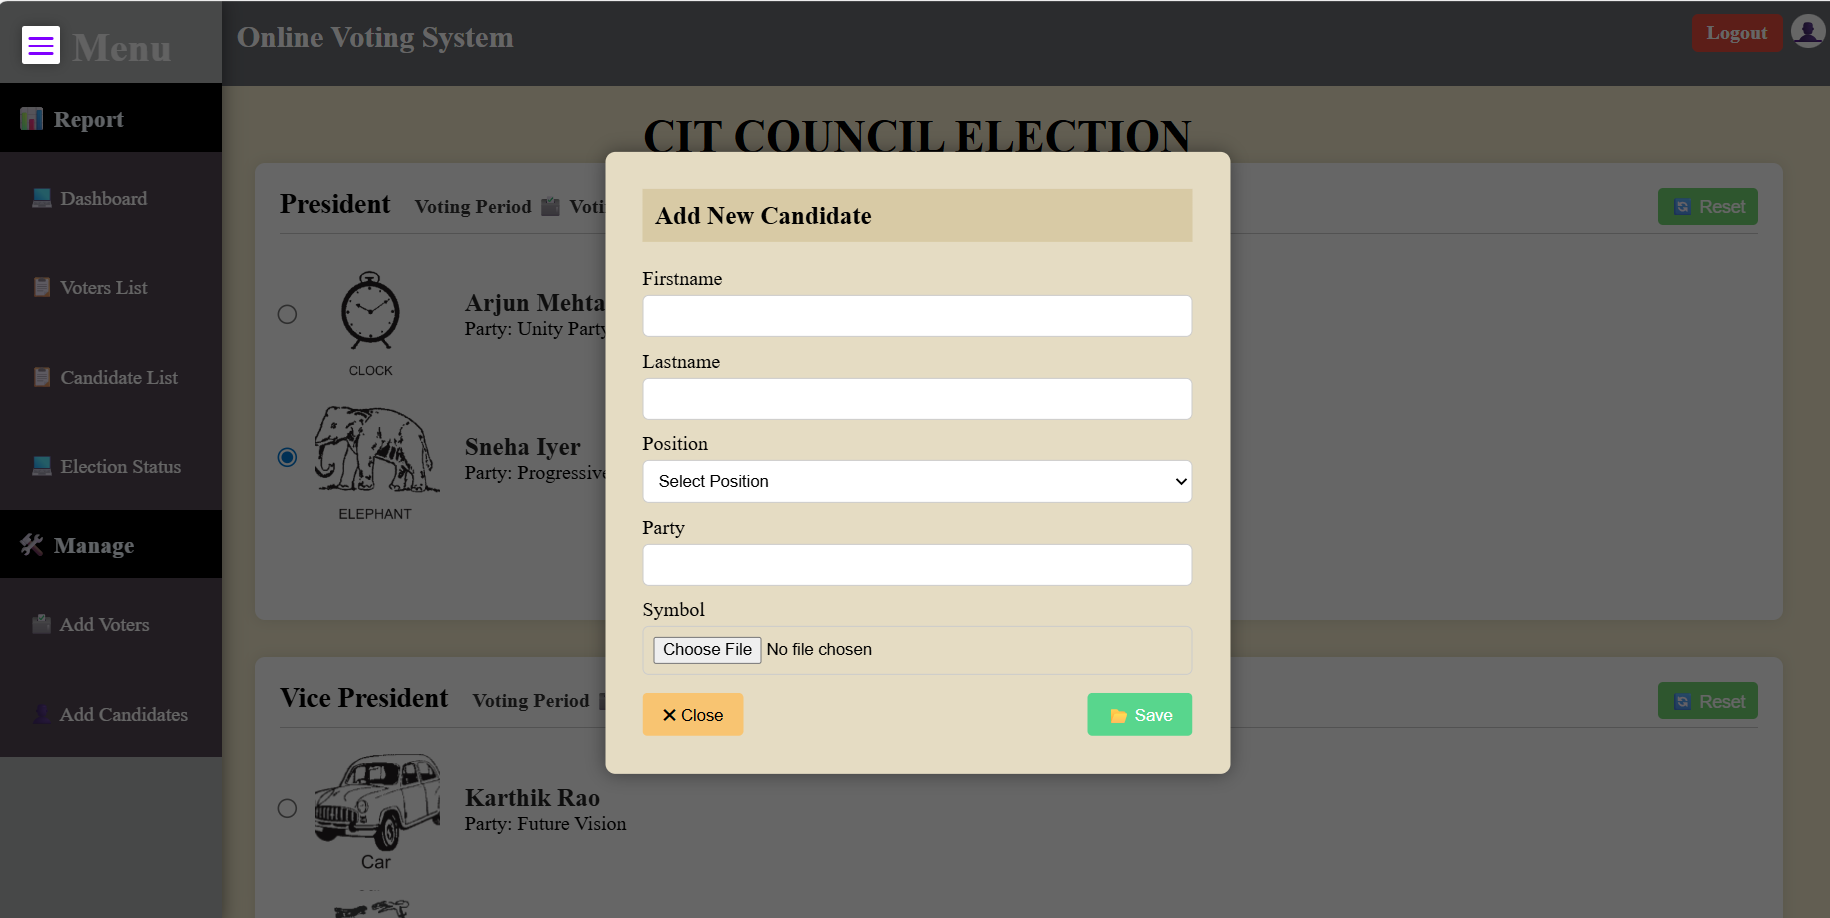 Menu
Online Voting System
Logout
Report
Dashboard
Voters List
Candidate List
Election Status
Manage
Add Voters
Add Candidates
CIT COUNCIL ELECTION
President
Voting Period
Reset
CLOCK
Arjun Mehta
Party: Unity Party
ELEPHANT
Sneha Iyer
Party: Progressive
Add New Candidate
Firstname
Lastname
Position
Select Position
Party
Symbol
Choose File No file chosen
Close
Save
Vice President
Voting Period
Reset
Car
Karthik Rao
Party: Future Vision